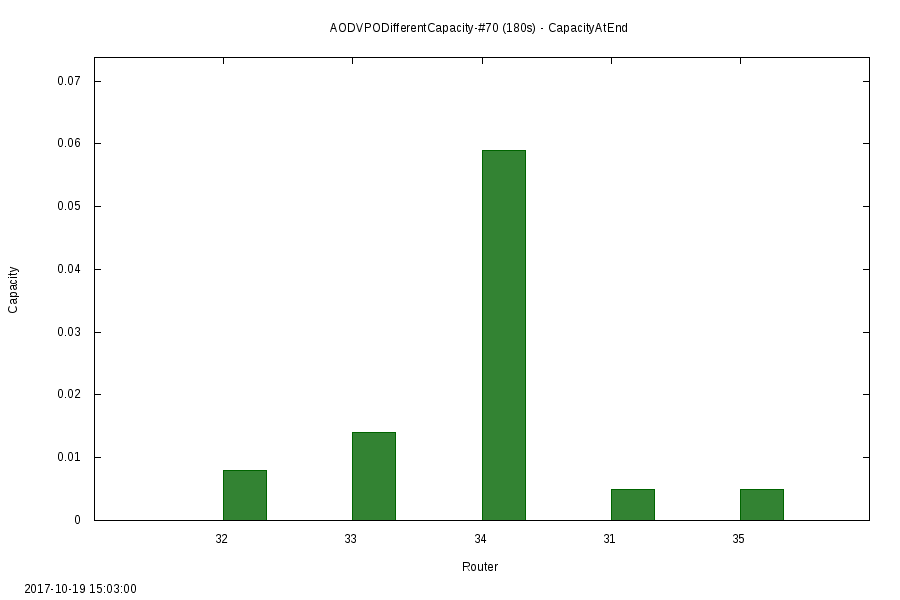 AODVPODifferentCapacity-#70 (180s) - CapacityAtEnd
0.07
0.06
0.05
0.04
0.03
0.02
0.01
0
Capacity
32 33 34 31 35
Router
2017-10-19 15:03:00